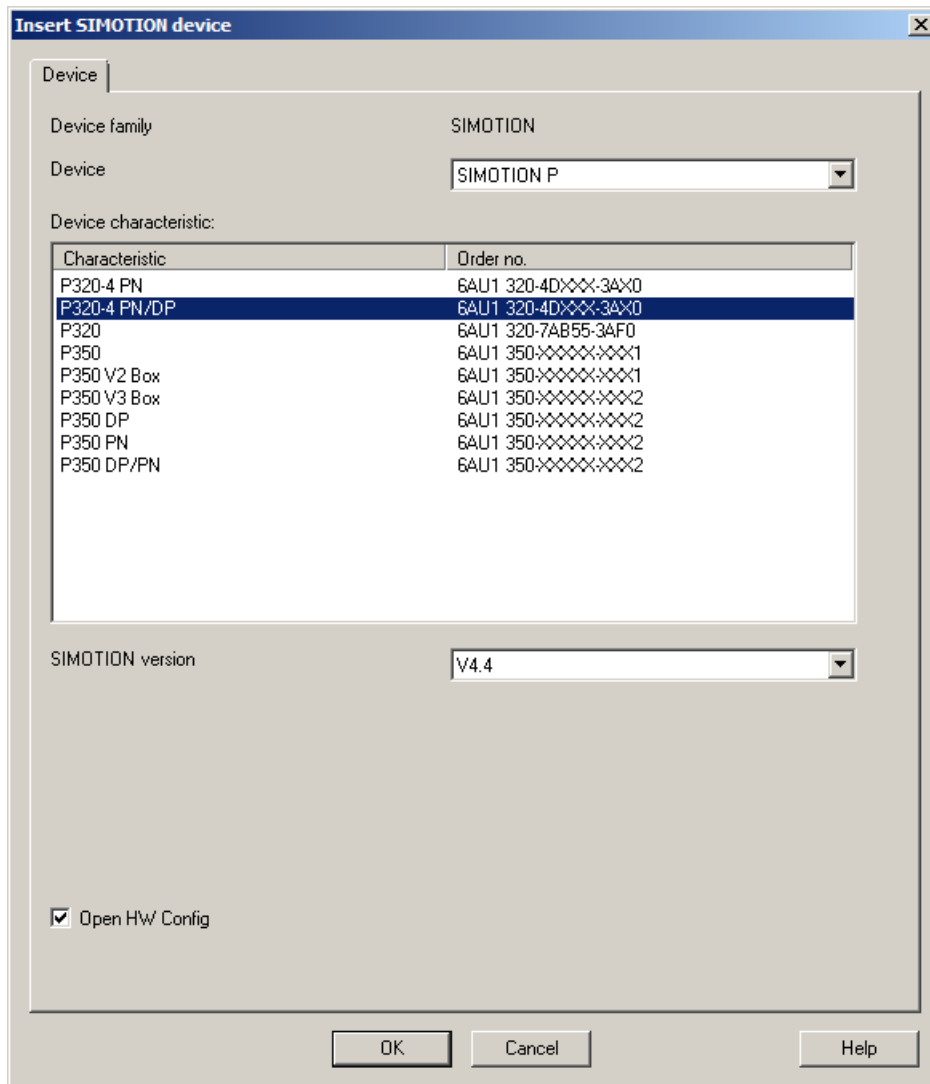 Insert SIMOTION device
Device
Device family SIMOTION
Device SIMOTION P
Device characteristic:
Characteristic Order no.
P320-4 PN 6AU1 320-4DXXX-3AX0
P320-4 PN/DP 6AU1 320-4DXXX-3AX0
P320 6AU1 320-7AB55-3AF0
P350 6AU1 350-XXXXX-XXX1
P350 V2 Box 6AU1 350-XXXXX-XXX1
P350 V3 Box 6AU1 350-XXXXX-XXX2
P350 DP 6AU1 350-XXXXX-XXX2
P350 PN 6AU1 350-XXXXX-XXX2
P350 DP/PN 6AU1 350-XXXXX-XXX2
SIMOTION version V4.4
Open HW Config
OK Cancel Help